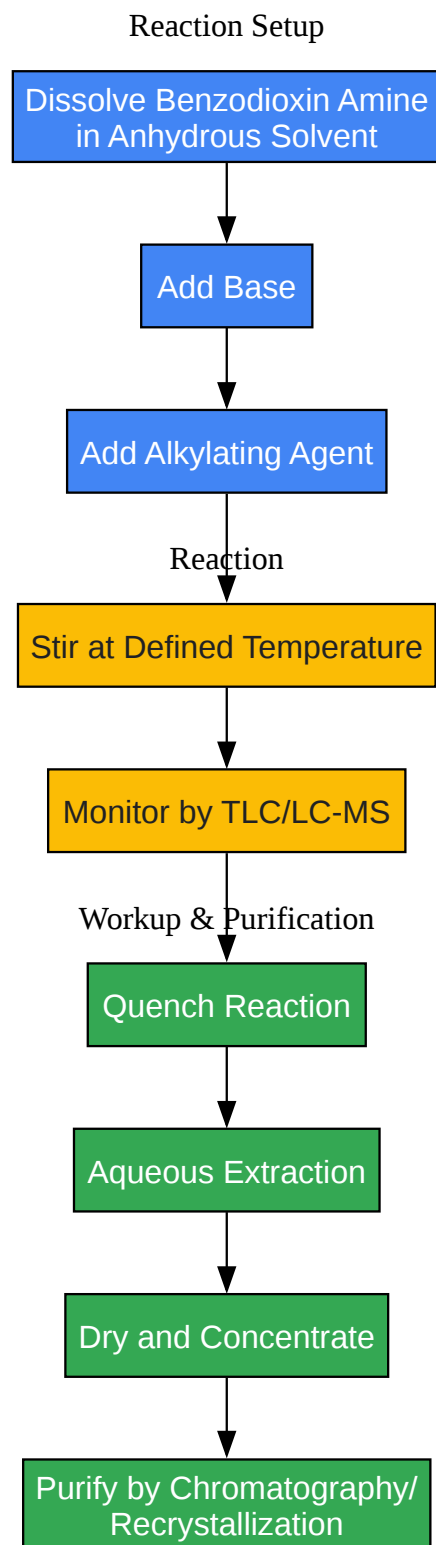 Reaction Setup
Dissolve Benzodioxin Amine
in Anhydrous Solvent
Add Base
Add Alkylating Agent
Reaction
Stir at Defined Temperature
Monitor by TLC/LC-MS
Workup & Purification
Quench Reaction
Aqueous Extraction
Dry and Concentrate
Purify by Chromatography/
Recrystallization